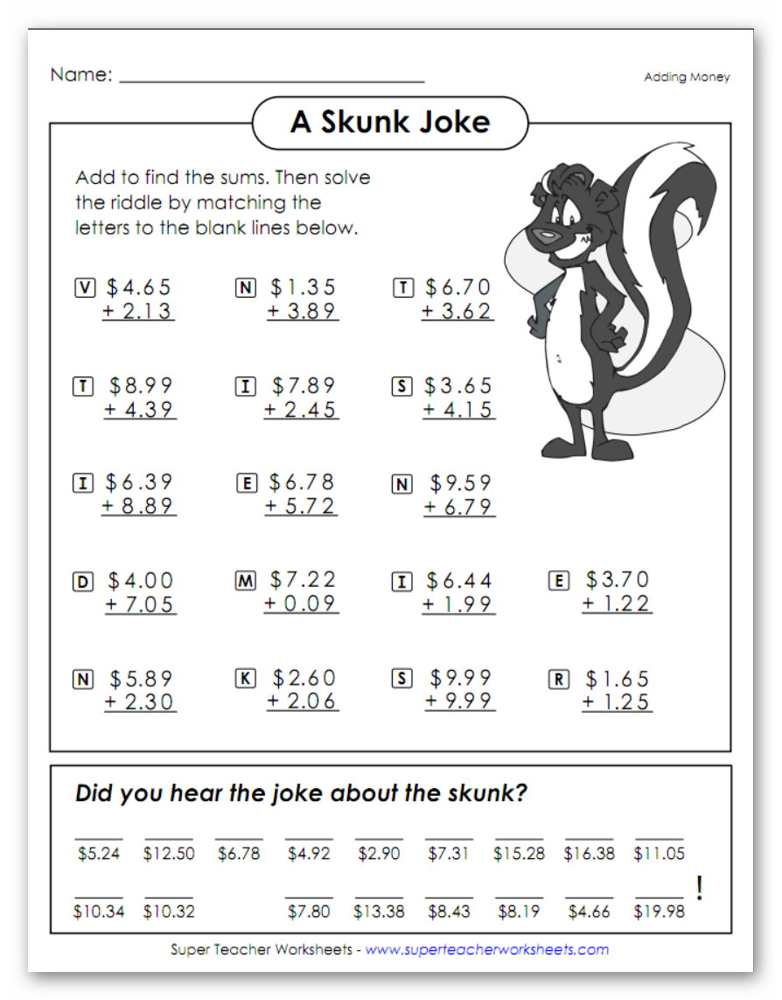 Name:
Adding Money
A Skunk Joke
Add to find the sums. Then solve
the riddle by matching the
letters to the blank lines below.
V $4.65 N $1.35 T $6.70
+ 2.13 + 3.89 + 3.62
T $8.99 I $7.89 S $3.65
+ 4.39 + 2.45 + 4.15
I $6.39 E $6.78 N $9.59
+ 8.89 + 5.72 + 6.79
D $4.00 M $7.22 I $6.44 E $3.70
+ 7.05 + 0.09 + 1.99 + 1.22
N $5.89 K $2.60 S $9.99 R $1.65
+ 2.30 + 2.06 + 9.99 + 1.25
Did you hear the joke about the skunk?
$5.24 $12.50 $6.78 $4.92 $2.90 $7.31 $15.28 $16.38 $11.05
!
$10.34 $10.32 $7.80 $13.38 $8.43 $8.19 $4.66 $19.98
Super Teacher Worksheets - www.superteacherworksheets.com